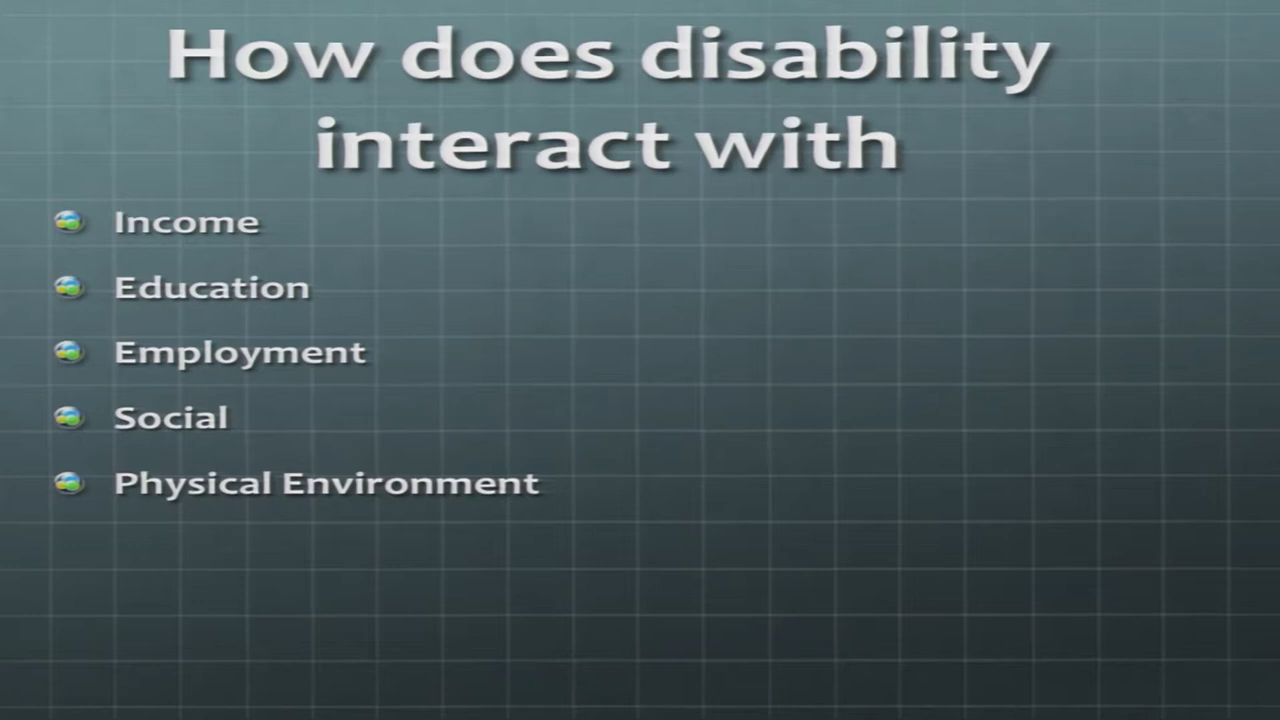 How does disability
interact with
Income
Education
Employment
Social
Physical Environment